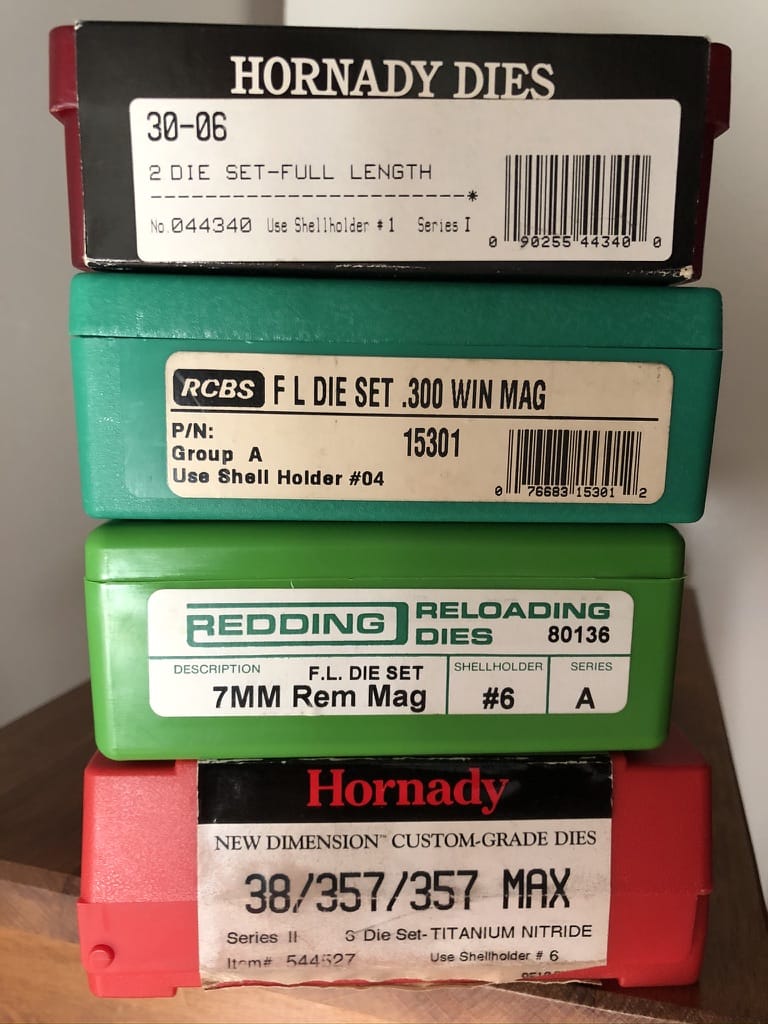 HORNADY DIES
30-06
2 DIE SET-FULL LENGTH
-----------------------------*
No.044340 Use Shellholder #1 Series I
0 90255 44340 0
RCBS F L DIE SET .300 WIN MAG
P/N: 15301
Group A
Use Shell Holder #04
0 76683 15301 2
REDDING RELOADING
DIES 80136
DESCRIPTION F.L. DIE SET SHELLHOLDER SERIES
7MM Rem Mag #6 A
Hornady
NEW DIMENSION™ CUSTOM-GRADE DIES
38/357/357 MAX
Series II 3 Die Set-TITANIUM NITRIDE
Item# 544527 Use Shellholder # 6